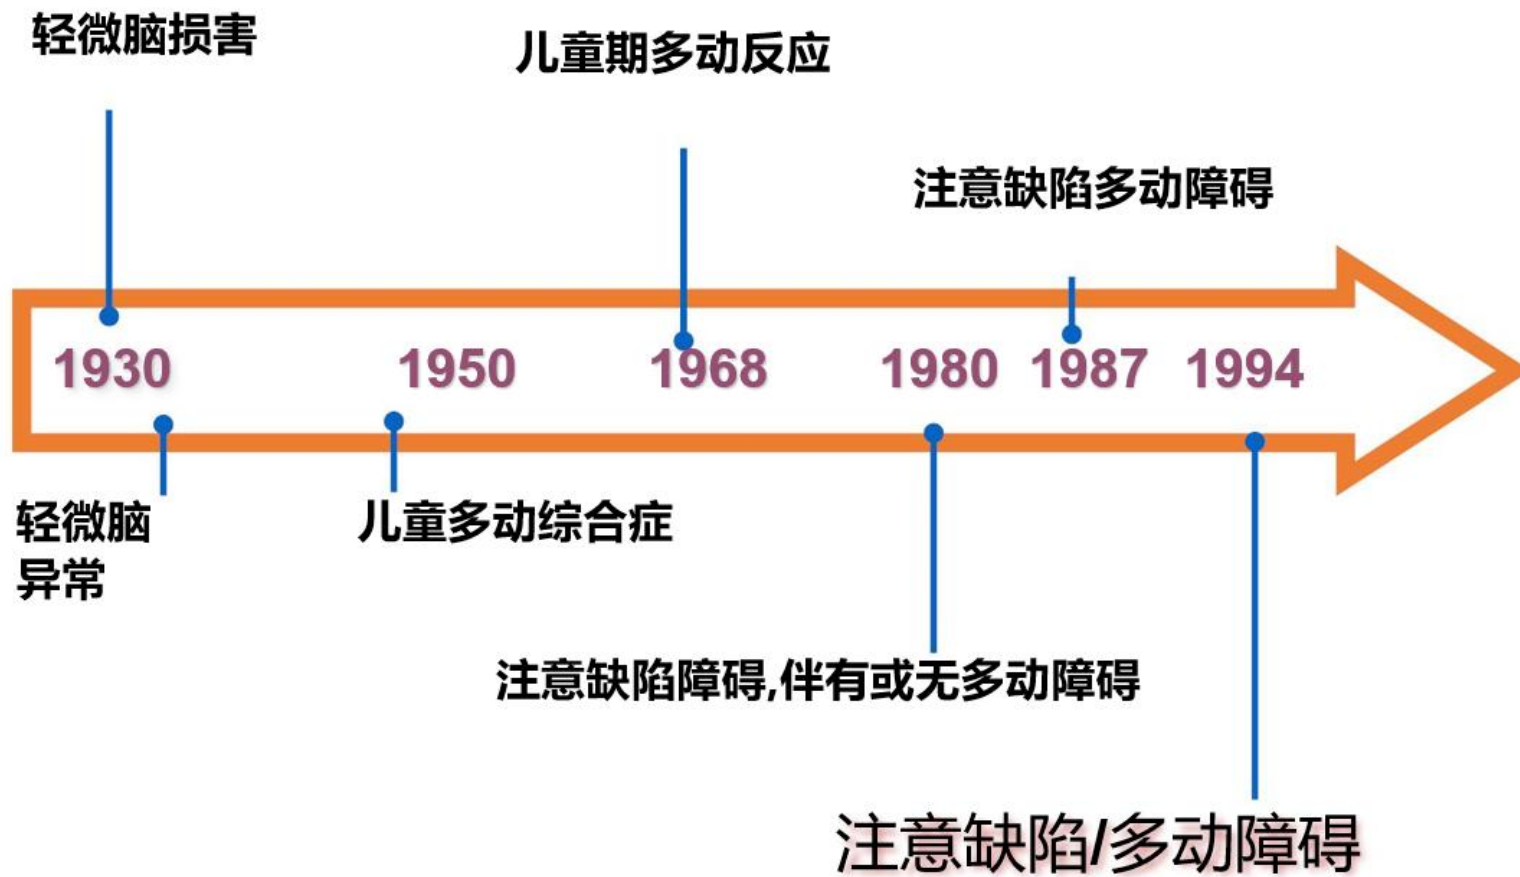 轻微脑损害
儿童期多动反应
注意缺陷多动障碍
1930 1950 1968 1980 1987 1994
轻微脑
异常
儿童多动综合症
注意缺陷障碍,伴有或无多动障碍
注意缺陷/多动障碍